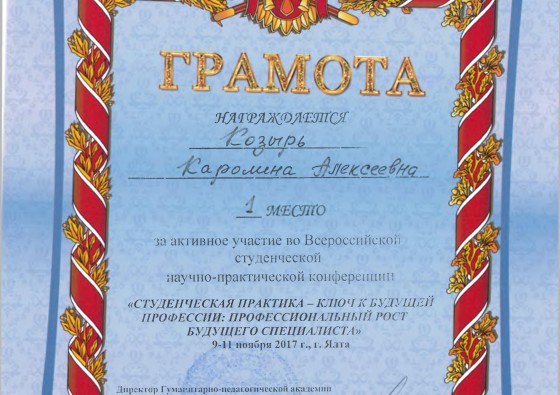 ГРАМОТА
НАГРАЖДАЕТСЯ
Козырь
Каролина Алексеевна
1 МЕСТО
за активное участие во Всероссийской
студенческой
научно-практической конференции
«СТУДЕНЧЕСКАЯ ПРАКТИКА – КЛЮЧ К БУДУЩЕЙ
ПРОФЕССИИ: ПРОФЕССИОНАЛЬНЫЙ РОСТ
БУДУЩЕГО СПЕЦИАЛИСТА»
9-11 ноября 2017 г., г. Ялта
Директор Гуманитарно-педагогической академии